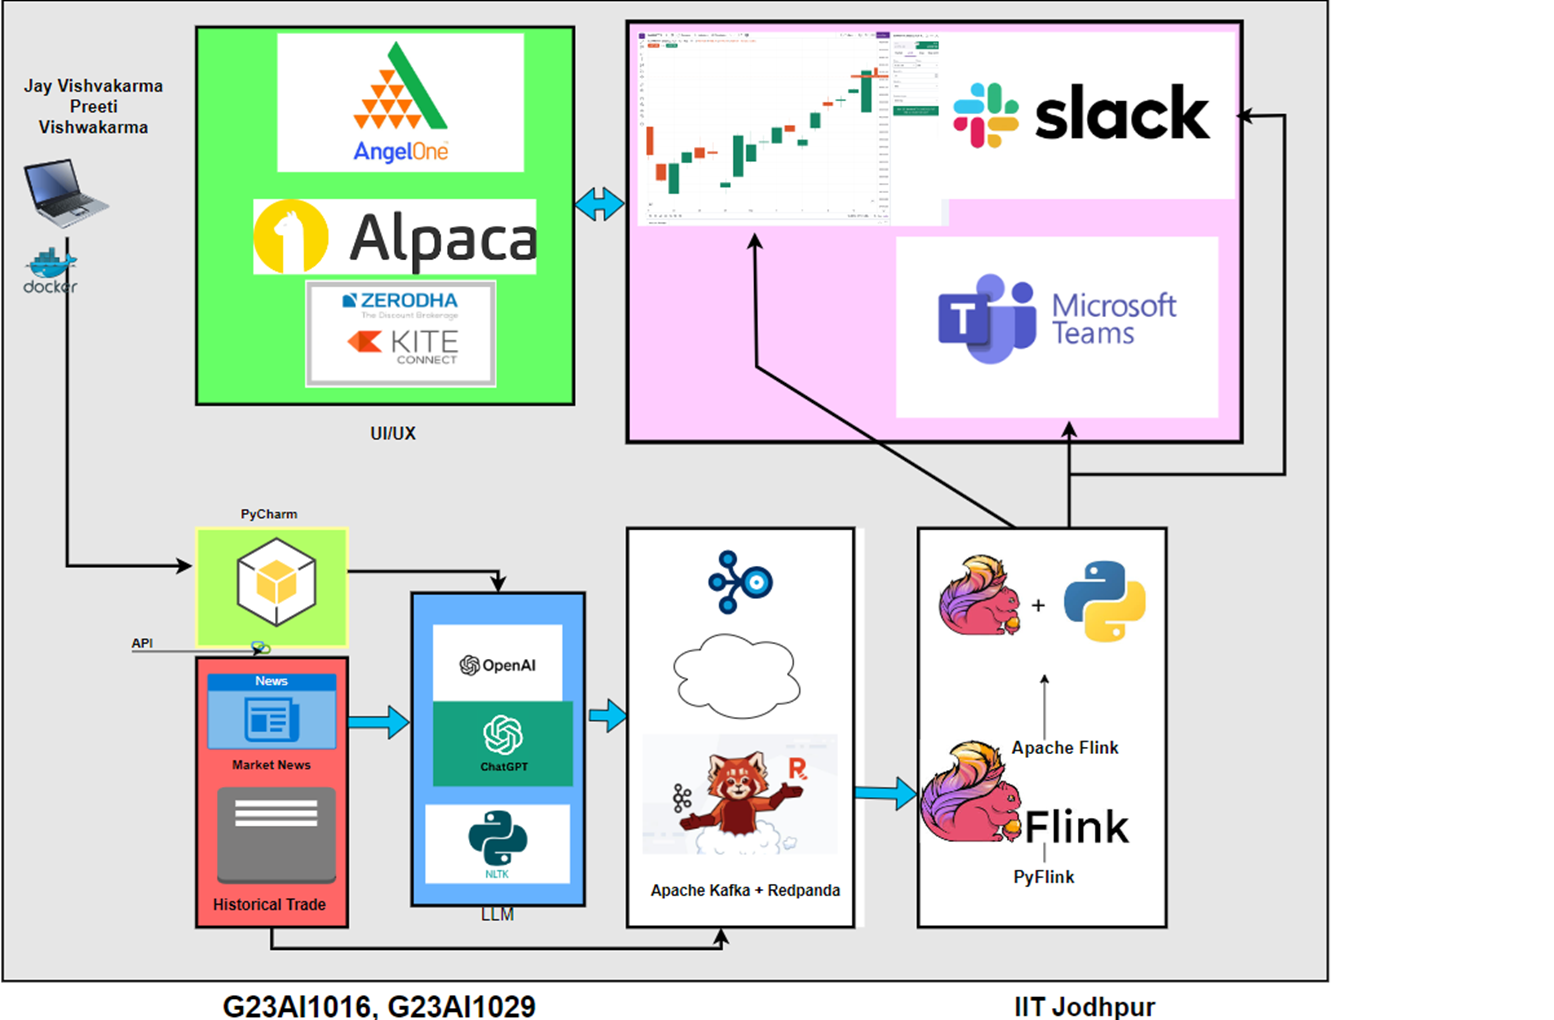 Jay Vishvakarma
Preeti
Vishwakarma
docker
AngelOne
Alpaca
ZERODHA
The Discount Brokerage
KITE
CONNECT
UI/UX
slack
T
Microsoft
Teams
PyCharm
API
News
Market News
Historical Trade
OpenAI
ChatGPT
NLTK
LLM
R
Apache Kafka + Redpanda
+
Apache Flink
Flink
PyFlink
G23AI1016, G23AI1029
IIT Jodhpur